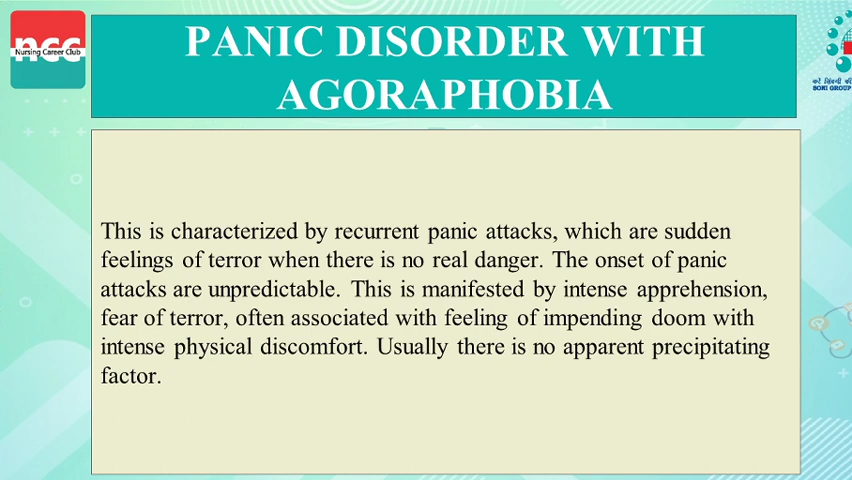 ncc
Nursing Career Club
PANIC DISORDER WITH
AGORAPHOBIA
SONI GROUP
This is characterized by recurrent panic attacks, which are sudden
feelings of terror when there is no real danger. The onset of panic
attacks are unpredictable. This is manifested by intense apprehension,
fear of terror, often associated with feeling of impending doom with
intense physical discomfort. Usually there is no apparent precipitating
factor.